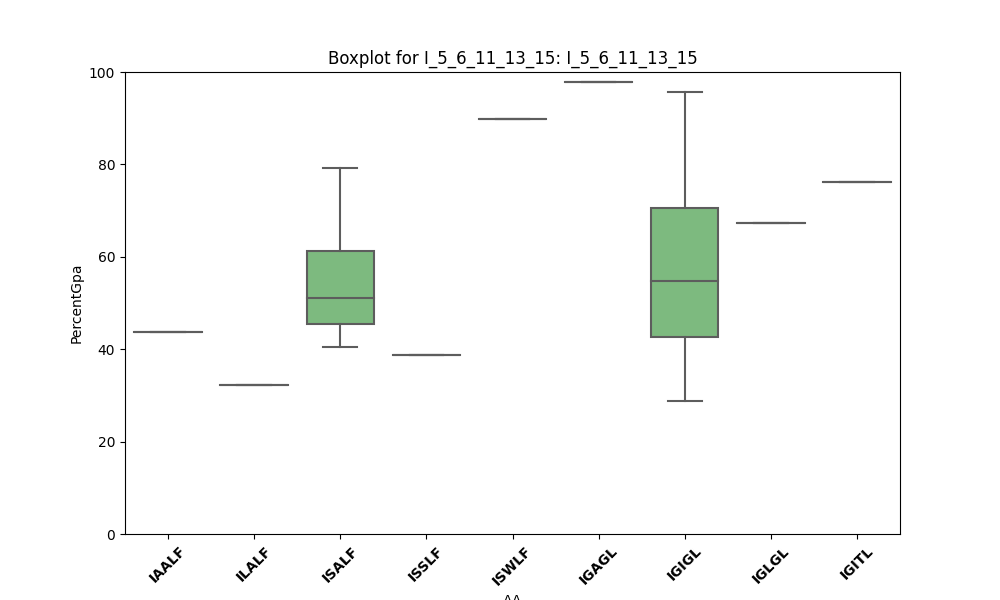 Boxplot for I_5_6_11_13_15: I_5_6_11_13_15
100
80
60
40
20
0
PercentGpa
IAALF
ILALF
ISALF
ISSLF
ISWLF
IGAGL
IGIGL
IGLGL
IGITL
AA